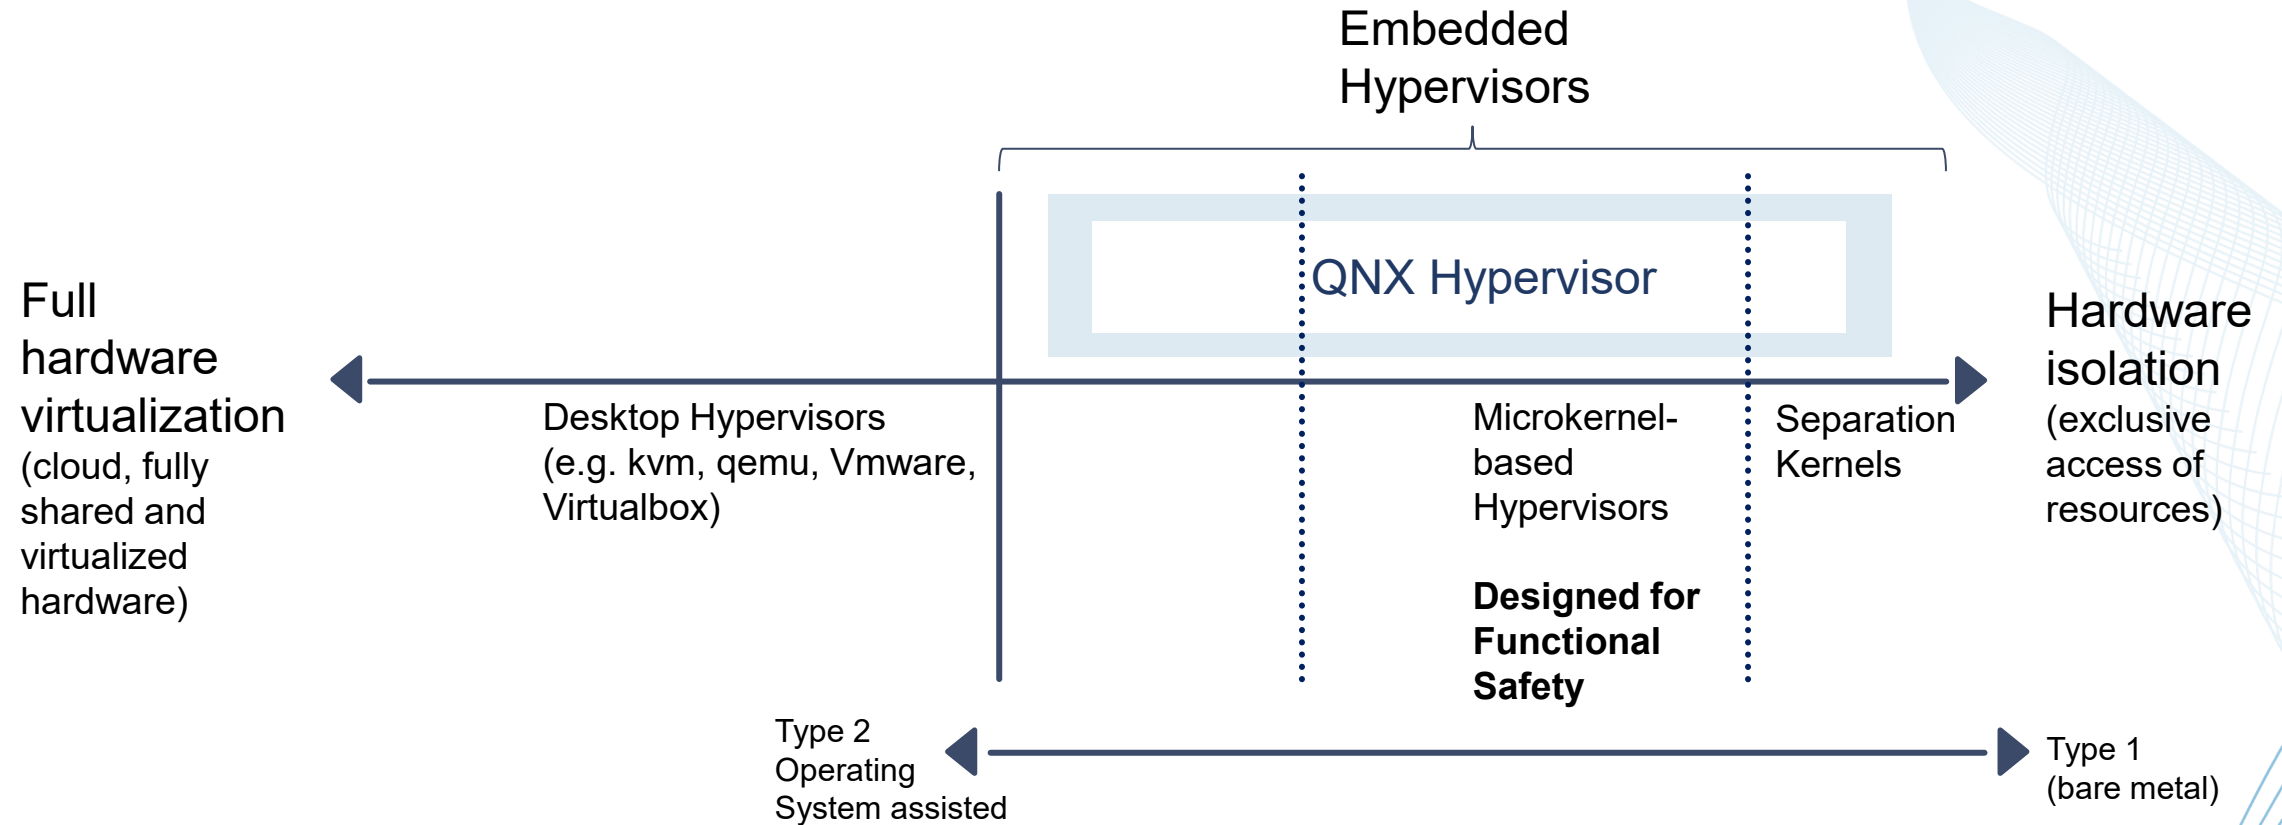 Embedded
Hypervisors
QNX Hypervisor
Full
hardware
virtualization
(cloud, fully
shared and
virtualized
hardware)
Hardware
isolation
(exclusive
access of
resources)
Desktop Hypervisors
(e.g. kvm, qemu, Vmware,
Virtualbox)
Microkernel-
based
Hypervisors
Designed for
Functional
Safety
Separation
Kernels
Type 2
Operating
System assisted
Type 1
(bare metal)